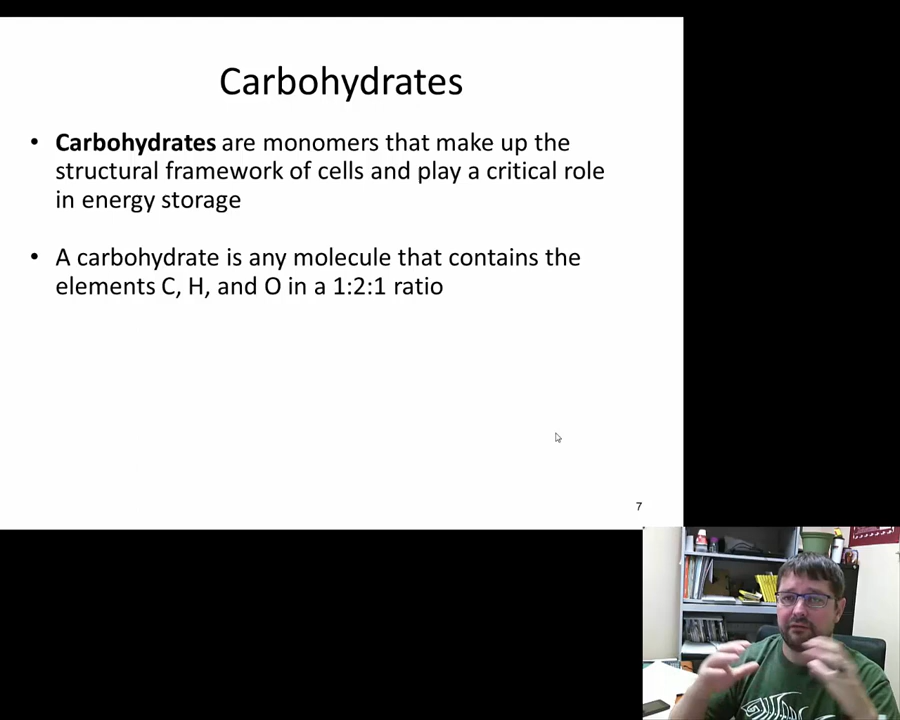 Carbohydrates
• Carbohydrates are monomers that make up the
structural framework of cells and play a critical role
in energy storage
• A carbohydrate is any molecule that contains the
elements C, H, and O in a 1:2:1 ratio
7